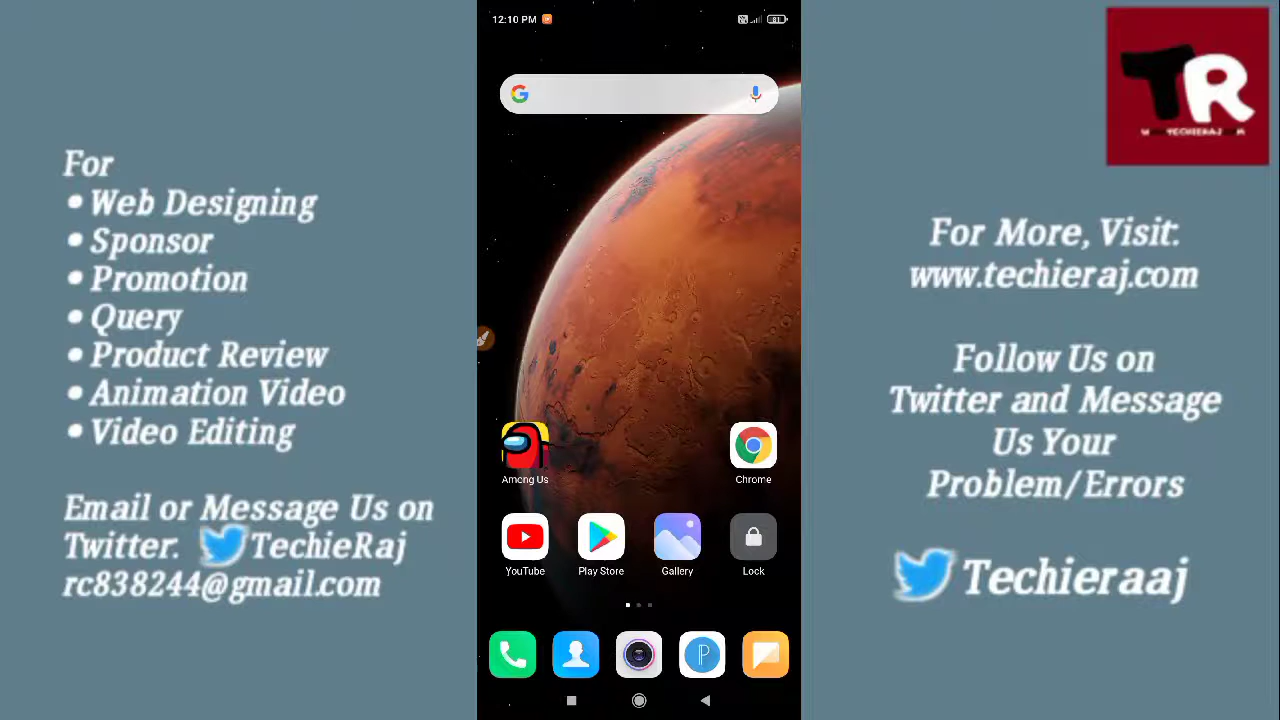 12:10 PM
81
For
• Web Designing
• Sponsor
• Promotion
• Query
• Product Review
• Animation Video
• Video Editing
Email or Message Us on
Twitter. TechieRaj
rc838244@gmail.com
G
Among Us
Chrome
YouTube
Play Store
Gallery
Lock
P
TR
For More, Visit:
www.techieraj.com
Follow Us on
Twitter and Message
Us Your
Problem/Errors
Techieraaj